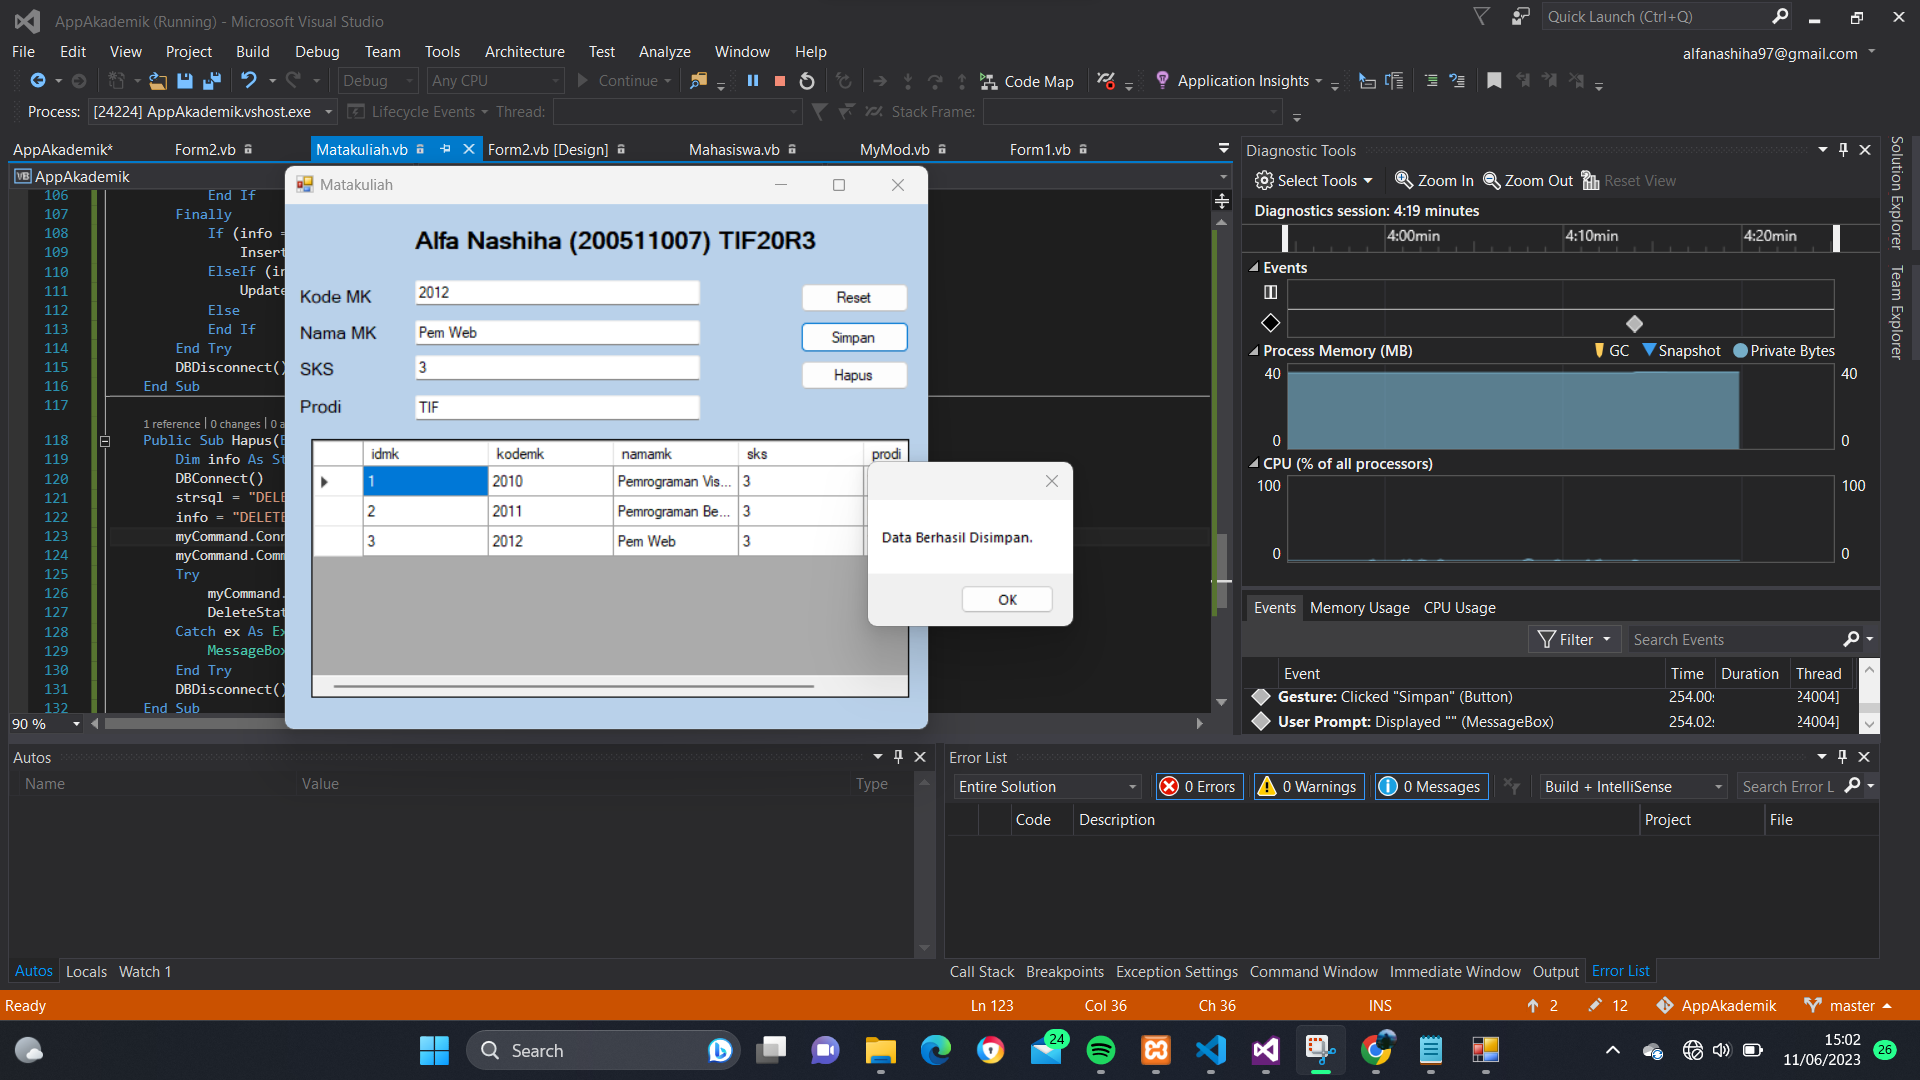 AppAkademik (Running) - Microsoft Visual Studio
Quick Launch (Ctrl+Q)
File Edit View Project Build Debug Team Tools Architecture Test Analyze Window Help
alfanashiha97@gmail.com
Debug Any CPU Continue Code Map Application Insights
Process: [24224] AppAkademik.vshost.exe Lifecycle Events Thread: Stack Frame:
AppAkademik* Form2.vb Matakuliah.vb Form2.vb [Design] Mahasiswa.vb MyMod.vb Form1.vb
VB AppAkademik
106 End If
107 Finally
108 If (info
109 Insert
110 ElseIf (in
111 Update
112 Else
113 End If
114 End Try
115 DBDisconnect()
116 End Sub
117
1 reference | 0 changes | 0 a
118 Public Sub Hapus(
119 Dim info As St
120 DBConnect()
121 strsql = "DELE
122 info = "DELETE
123 myCommand.Conn
124 myCommand.Comm
125 Try
126 myCommand.
127 DeleteStat
128 Catch ex As Ex
129 MessageBox
130 End Try
131 DBDisconnect()
132 End Sub
90 %
Matakuliah
Alfa Nashiha (200511007) TIF20R3
Kode MK 2012 Reset
Nama MK Pem Web Simpan
SKS 3 Hapus
Prodi TIF
idmk kodemk namamk sks prodi
1 2010 Pemrograman Vis... 3
2 2011 Pemrograman Be... 3
3 2012 Pem Web 3
Data Berhasil Disimpan.
OK
Diagnostic Tools
Select Tools Zoom In Zoom Out Reset View
Diagnostics session: 4:19 minutes
4:00min 4:10min 4:20min
Events
Process Memory (MB) GC Snapshot Private Bytes
40 40
0 0
CPU (% of all processors)
100 100
0 0
Events Memory Usage CPU Usage
Filter Search Events
Event Time Duration Thread
Gesture: Clicked "Simpan" (Button) 254.00s 24004]
User Prompt: Displayed "" (MessageBox) 254.02s 24004]
Solution Explorer
Team Explorer
Autos
Name Value Type
Autos Locals Watch 1
Error List
Entire Solution 0 Errors 0 Warnings 0 Messages Build + IntelliSense Search Error L
Code Description Project File
Call Stack Breakpoints Exception Settings Command Window Immediate Window Output Error List
Ready Ln 123 Col 36 Ch 36 INS 2 12 AppAkademik master
Search
24
15:02
11/06/2023
26